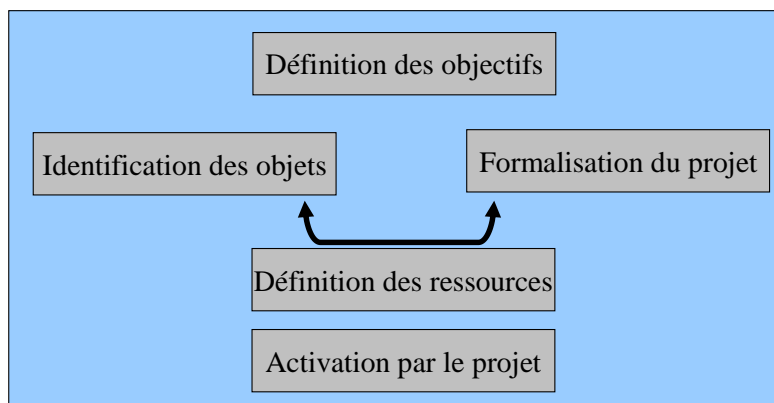 Définition des objectifs
Identification des objets
Formalisation du projet
Définition des ressources
Activation par le projet